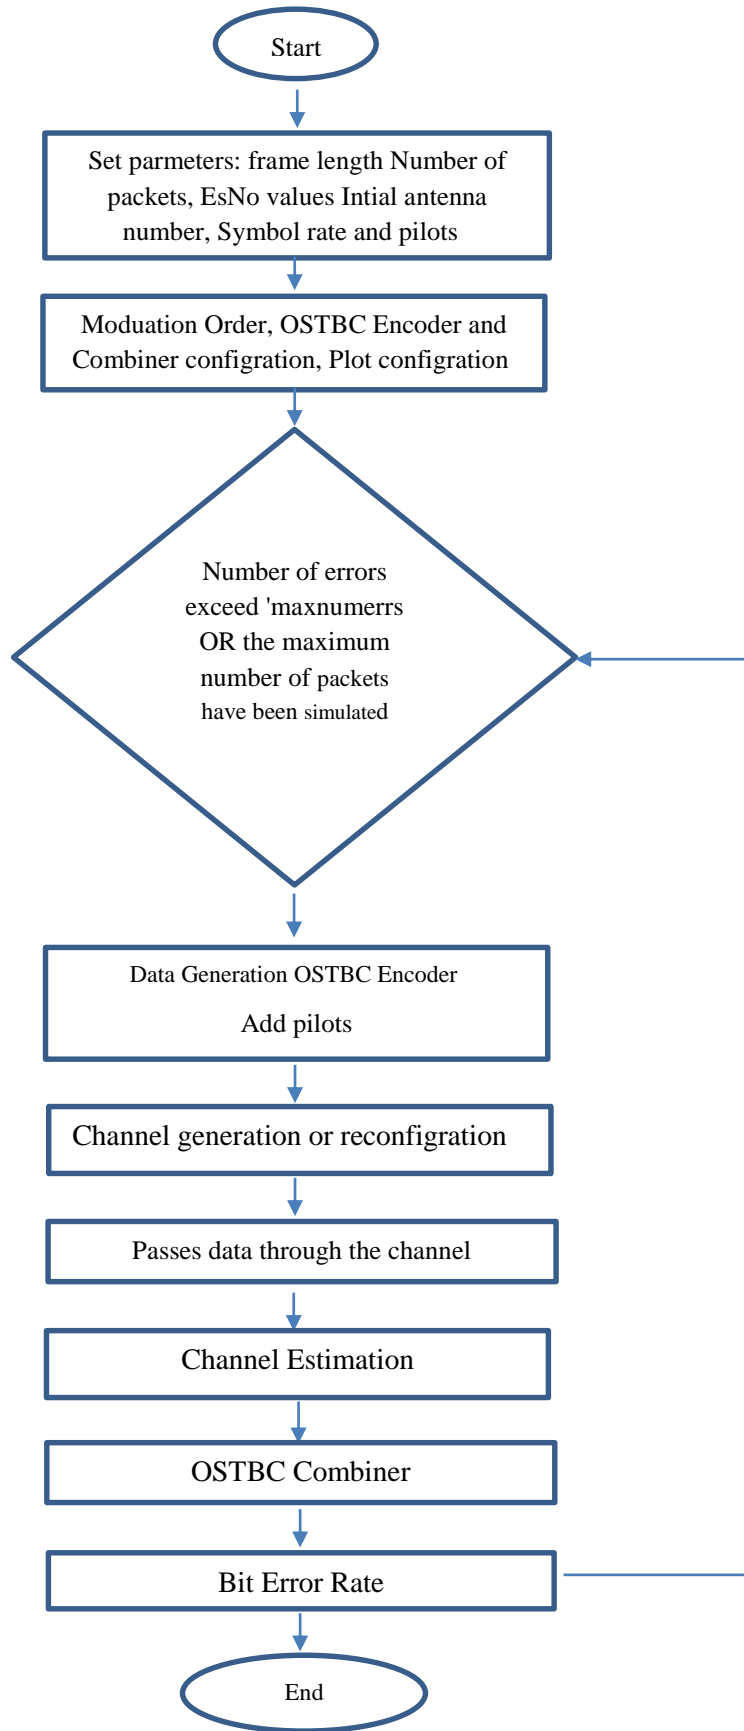 Start
Set parmeters: frame length Number of
packets, EsNo values Intial antenna
number, Symbol rate and pilots
Moduation Order, OSTBC Encoder and
Combiner configration, Plot configration
Number of errors
exceed 'maxnumerrs
OR the maximum
number of packets
have been simulated
Data Generation OSTBC Encoder
Add pilots
Channel generation or reconfigration
Passes data through the channel
Channel Estimation
OSTBC Combiner
Bit Error Rate
End